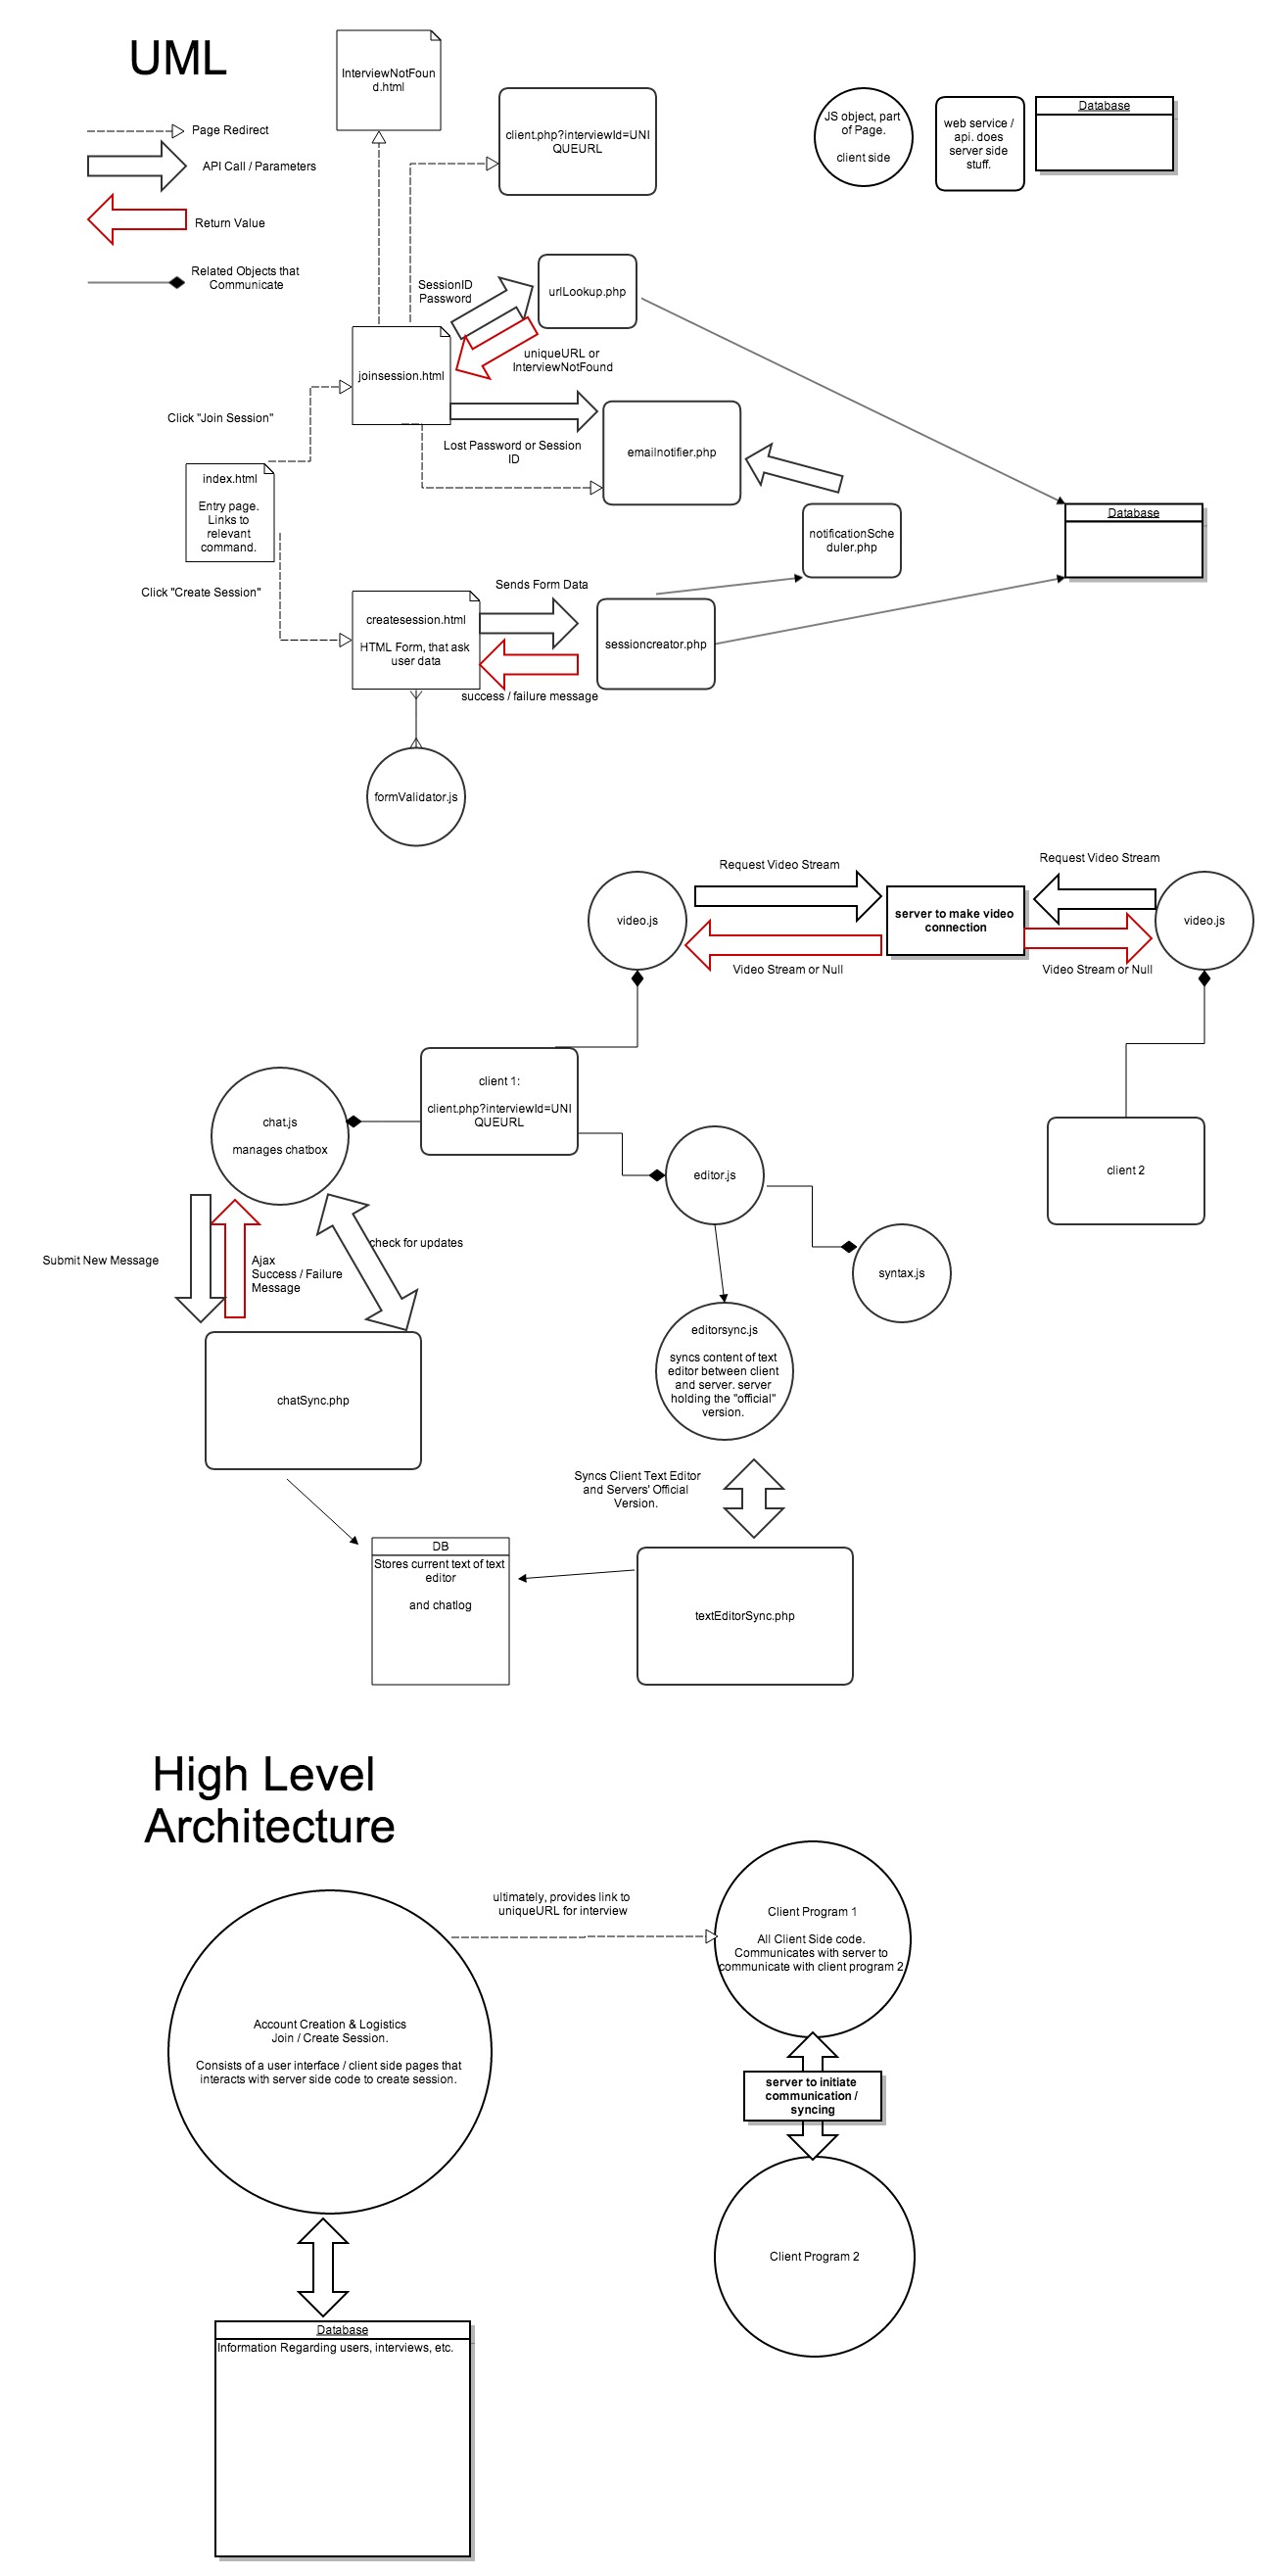 UML
InterviewNotFoun
d.html
Page Redirect
API Call / Parameters
Return Value
Related Objects that
Communicate
client.php?interviewId=UNI
QUEURL
JS object, part
of Page.
client side
web service /
api. does
server side
stuff.
Database
SessionID
Password
urlLookup.php
uniqueURL or
InterviewNotFound
joinsession.html
Click "Join Session"
Lost Password or Session
ID
emailnotifier.php
index.html
Entry page.
Links to
relevant
command.
notificationSche
duler.php
Database
Click "Create Session"
Sends Form Data
createsession.html
HTML Form, that ask
user data
sessioncreator.php
success / failure message
formValidator.js
Request Video Stream
Request Video Stream
video.js
server to make video
connection
video.js
Video Stream or Null
Video Stream or Null
client 1:
client.php?interviewId=UNI
QUEURL
chat.js
manages chatbox
editor.js
client 2
Submit New Message
Ajax
Success / Failure
Message
check for updates
syntax.js
editorsync.js
syncs content of text
editor between client
and server. server
holding the "official"
version.
chatSync.php
Syncs Client Text Editor
and Servers' Official
Version.
DB
Stores current text of text
editor
and chatlog
textEditorSync.php
High Level
Architecture
ultimately, provides link to
uniqueURL for interview
Client Program 1
All Client Side code.
Communicates with server to
communicate with client program 2
Account Creation & Logistics
Join / Create Session.
Consists of a user interface / client side pages that
interacts with server side code to create session.
server to initiate
communication /
syncing
Client Program 2
Database
Information Regarding users, interviews, etc.